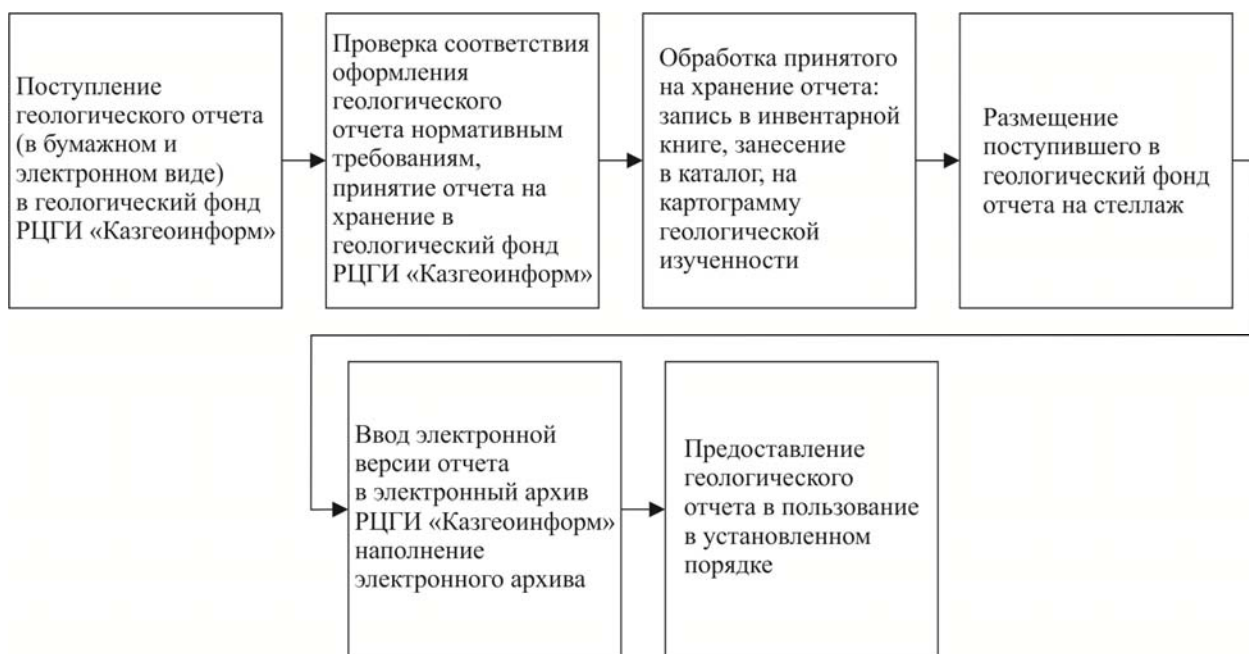 Поступление
геологического отчета
(в бумажном и
электронном виде)
в геологический фонд
РЦГИ «Казгеоинформ»
Проверка соответствия
оформления
геологического
отчета нормативным
требованиям,
принятие отчета на
хранение в
геологический фонд
РЦГИ «Казгеоинформ»
Обработка принятого
на хранение отчета:
запись в инвентарной
книге, занесение
в каталог, на
картограмму
геологической
изученности
Размещение
поступившего в
геологический фонд
отчета на стеллаж
Ввод электронной
версии отчета
в электронный архив
РЦГИ «Казгеоинформ»
наполнение
электронного архива
Предоставление
геологического
отчета в пользование
в установленном
порядке